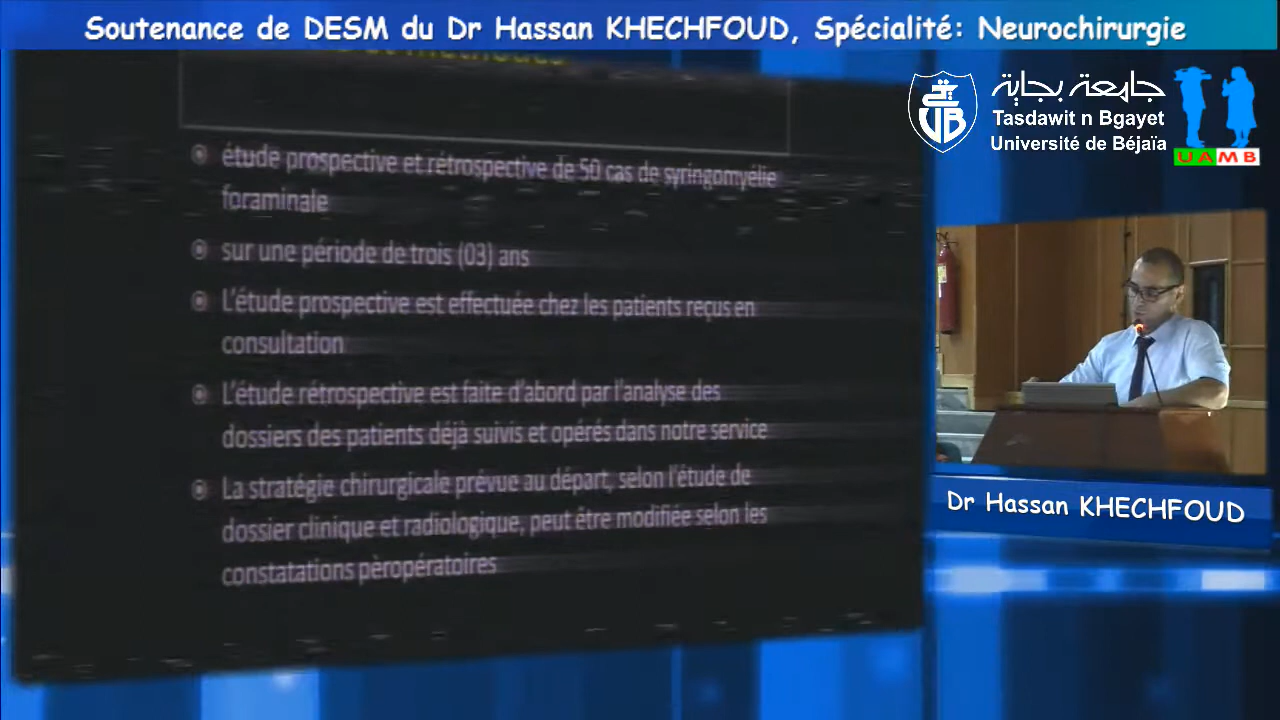 Soutenance de DESM du Dr Hassan KHECHFOUD, Spécialité: Neurochirurgie
جامعة بجاية
Tasdawit n Bgayet
Université de Béjaïa
UAMB
étude prospective et rétrospective de 50 cas de syringomyélie
foraminale
sur une période de trois (03) ans
L'étude prospective est effectuée chez les patients reçus en
consultation
L'étude rétrospective est faite d'abord par l'analyse des
dossiers des patients déjà suivis et opérés dans notre service
La stratégie chirurgicale prévue au départ, selon l'étude de
dossier clinique et radiologique, peut être modifiée selon les
constatations pèropératoires
Dr Hassan KHECHFOUD